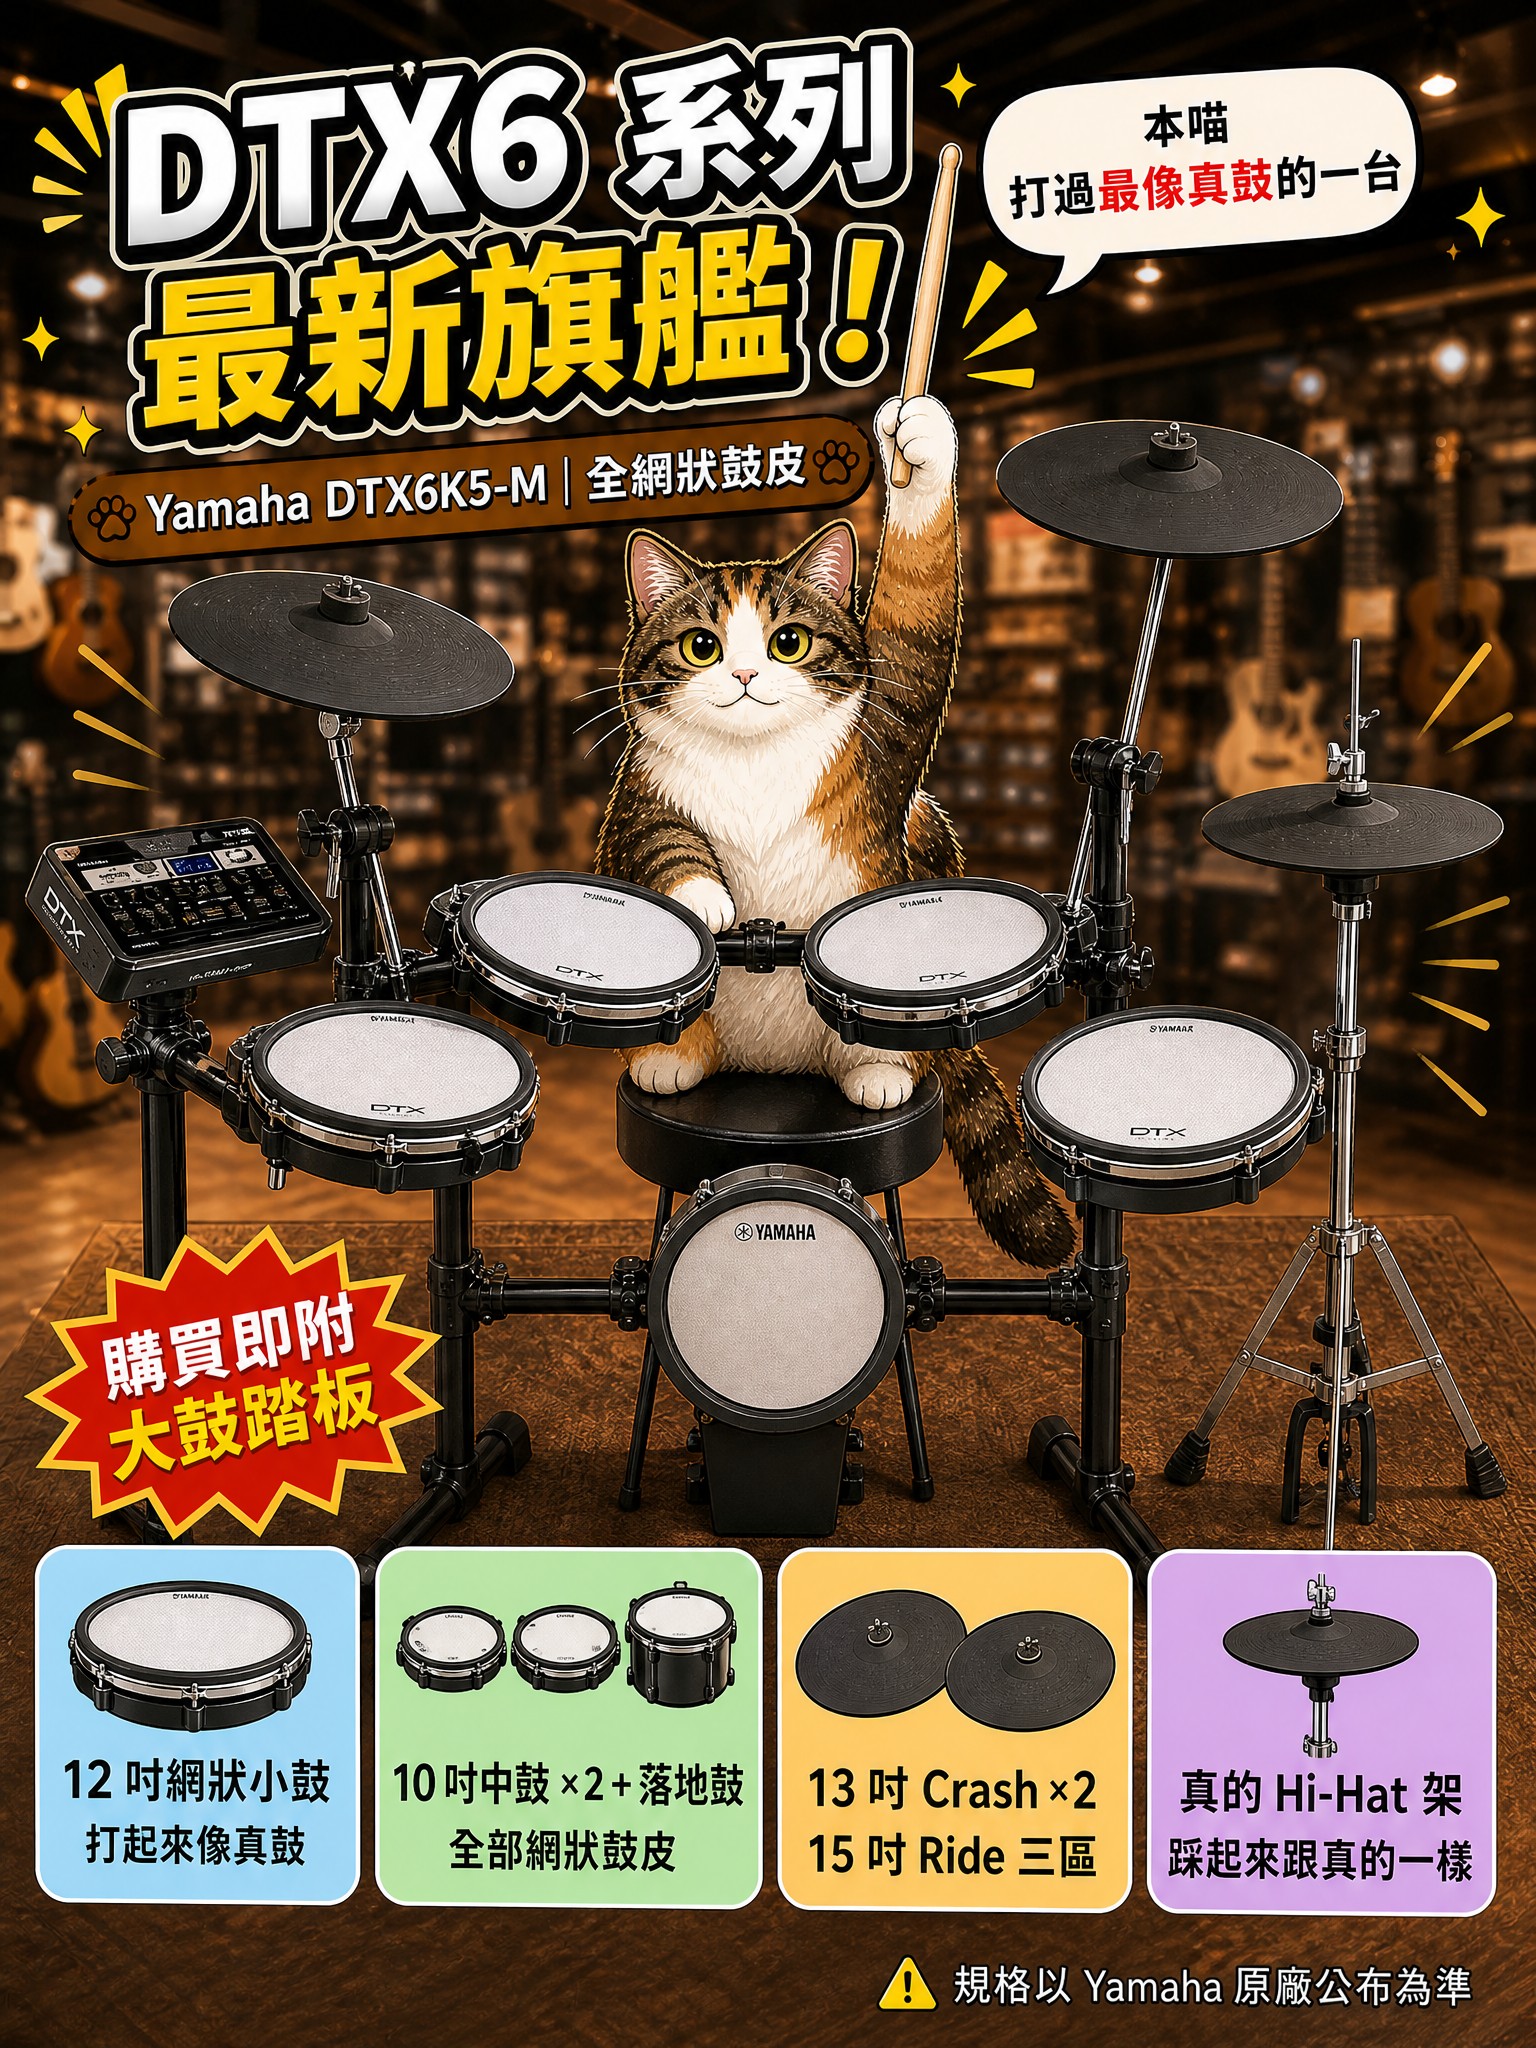 DTX6 系列
最新旗艦！
本喵
打過最像真鼓的一台
Yamaha DTX6K5-M｜全網狀鼓皮
DTX
DTX
DTX
DTX
YAMAHA
DTX
YAMAHA
購買即附
大鼓踏板
12 吋網狀小鼓
打起來像真鼓
10 吋中鼓 ×2 + 落地鼓
全部網狀鼓皮
13 吋 Crash ×2
15 吋 Ride 三區
真的 Hi-Hat 架
踩起來跟真的一樣
規格以 Yamaha 原廠公布為準